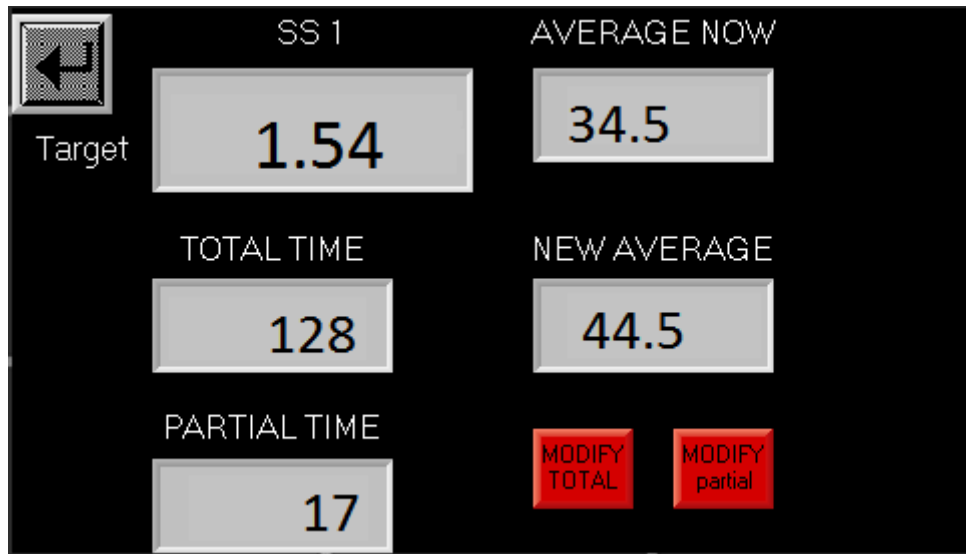 SS 1
AVERAGE NOW
Target
1.54
34.5
TOTAL TIME
NEW AVERAGE
128
44.5
PARTIAL TIME
MODIFY
TOTAL
MODIFY
partial
17